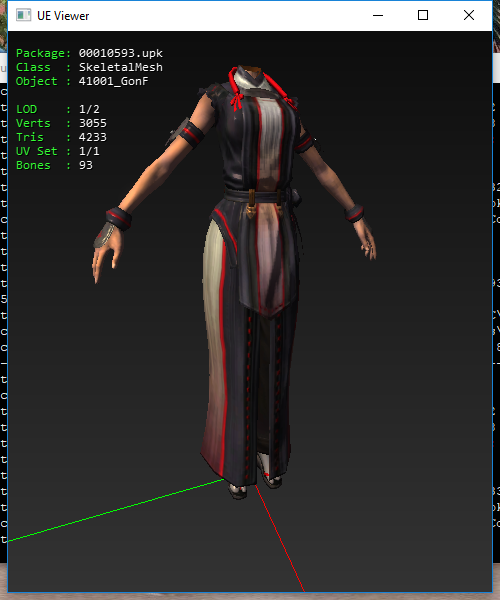 UE Viewer
Package: 00010593.upk
Class  : SkeletalMesh
Object : 41001_GonF
LOD    : 1/2
Verts  : 3055
Tris   : 4233
UV Set : 1/1
Bones  : 93